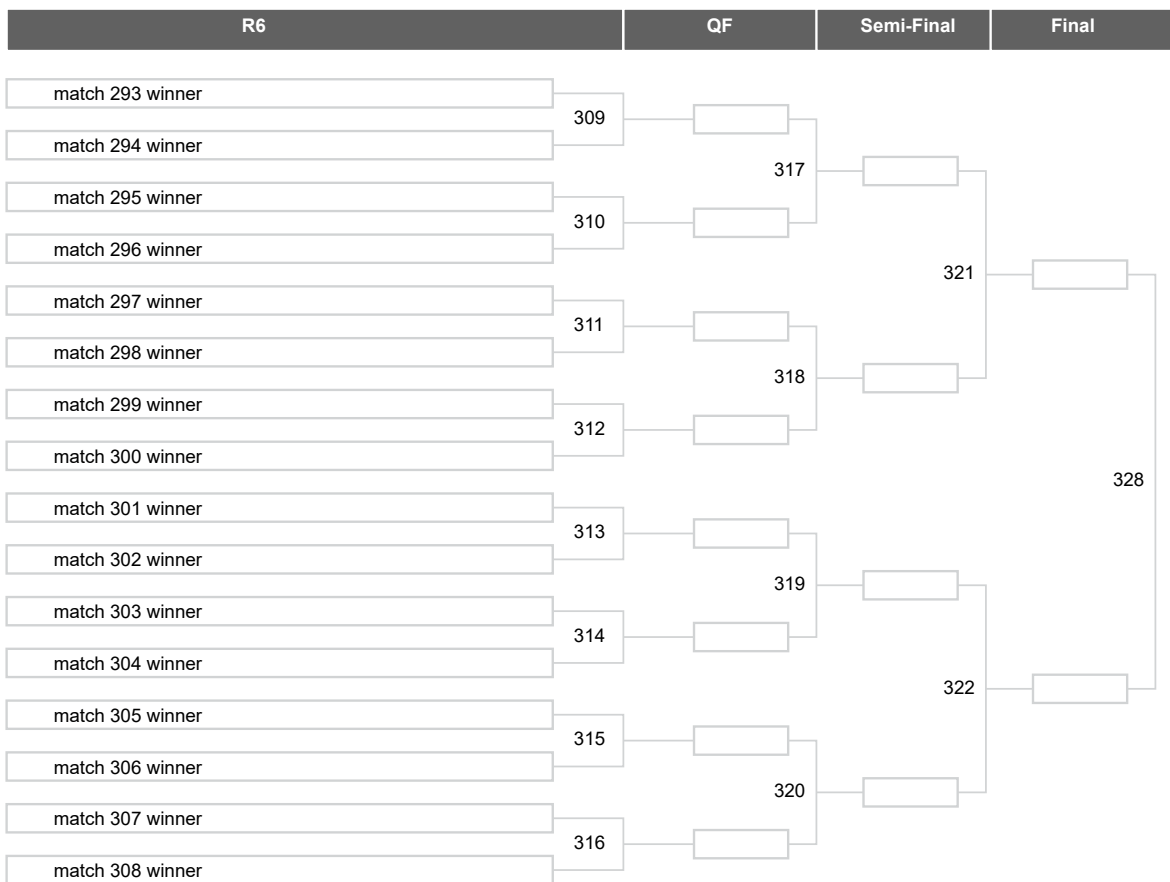 R6 QF Semi-Final Final
match 293 winner
309
match 294 winner
317
match 295 winner
310
match 296 winner
321
match 297 winner
311
match 298 winner
318
match 299 winner
312
match 300 winner
328
match 301 winner
313
match 302 winner
319
match 303 winner
314
match 304 winner
322
match 305 winner
315
match 306 winner
320
match 307 winner
316
match 308 winner